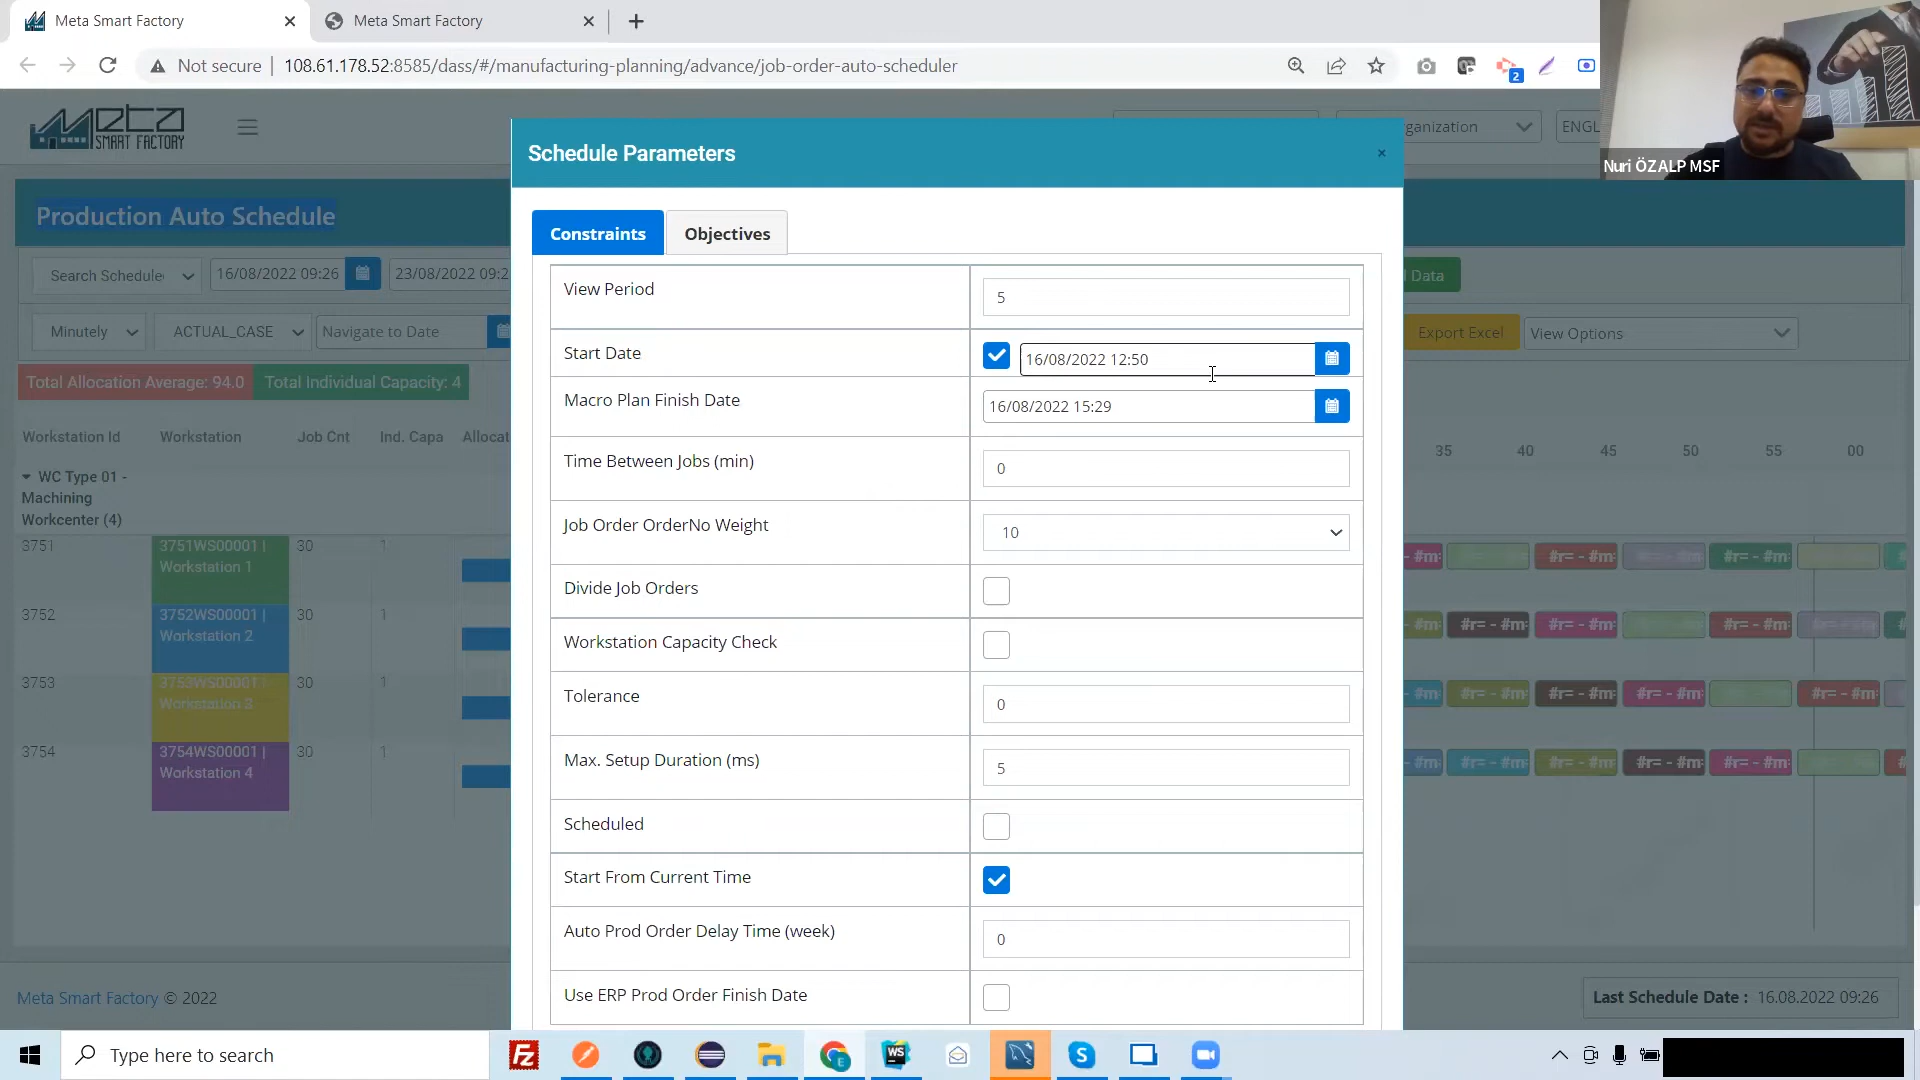 Meta Smart Factory
Meta Smart Factory
Not secure
108.61.178.52:8585/dass/#/manufacturing-planning/advance/job-order-auto-scheduler
2
Nuri ÖZALP MSF
Meta
SMART FACTORY
ganization
ENGL
Production Auto Schedule
Search Schedule
16/08/2022 09:26
23/08/2022 09:2
Data
Minutely
ACTUAL_CASE
Navigate to Date
Export Excel
View Options
Total Allocation Average: 94.0
Total Individual Capacity: 4
Workstation Id
Workstation
Job Cnt
Ind. Capa
Allocat
35
40
45
50
55
00
WC Type 01 -
Machining
Workcenter (4)
3751
3751WS00001 |
Workstation 1
30
1
#r= - #m:
#r= - #m:
#r= - #m:
#r= - #m:
3752
3752WS00001 |
Workstation 2
30
1
#r= - #m:
#r= - #m:
#r= - #m:
#r= - #m:
3753
3753WS00001 |
Workstation 3
30
1
- #m:
#r= - #m:
#r= - #m:
#r= - #m:
#r= - #m:
3754
3754WS00001 |
Workstation 4
30
1
- #m:
#r= - #m:
#r= - #m:
#r= - #m:
#r= - #m:
Schedule Parameters
×
Constraints
Objectives
View Period
5
Start Date
16/08/2022 12:50
Macro Plan Finish Date
16/08/2022 15:29
Time Between Jobs (min)
0
Job Order OrderNo Weight
10
Divide Job Orders
Workstation Capacity Check
Tolerance
0
Max. Setup Duration (ms)
5
Scheduled
Start From Current Time
Auto Prod Order Delay Time (week)
0
Use ERP Prod Order Finish Date
Meta Smart Factory © 2022
Last Schedule Date : 16.08.2022 09:26
Type here to search
Fz
WS